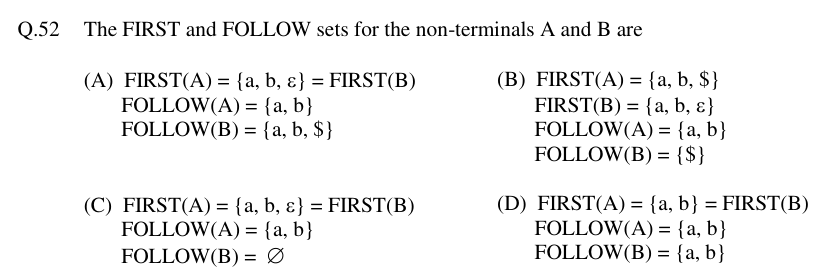 Q.52 The FIRST and FOLLOW sets for the non-terminals A and B are
(A) FIRST(A) = {a, b, ε} = FIRST(B)
FOLLOW(A) = {a, b}
FOLLOW(B) = {a, b, $}
(B) FIRST(A) = {a, b, $}
FIRST(B) = {a, b, ε}
FOLLOW(A) = {a, b}
FOLLOW(B) = {$}
(C) FIRST(A) = {a, b, ε} = FIRST(B)
FOLLOW(A) = {a, b}
FOLLOW(B) = ∅
(D) FIRST(A) = {a, b} = FIRST(B)
FOLLOW(A) = {a, b}
FOLLOW(B) = {a, b}